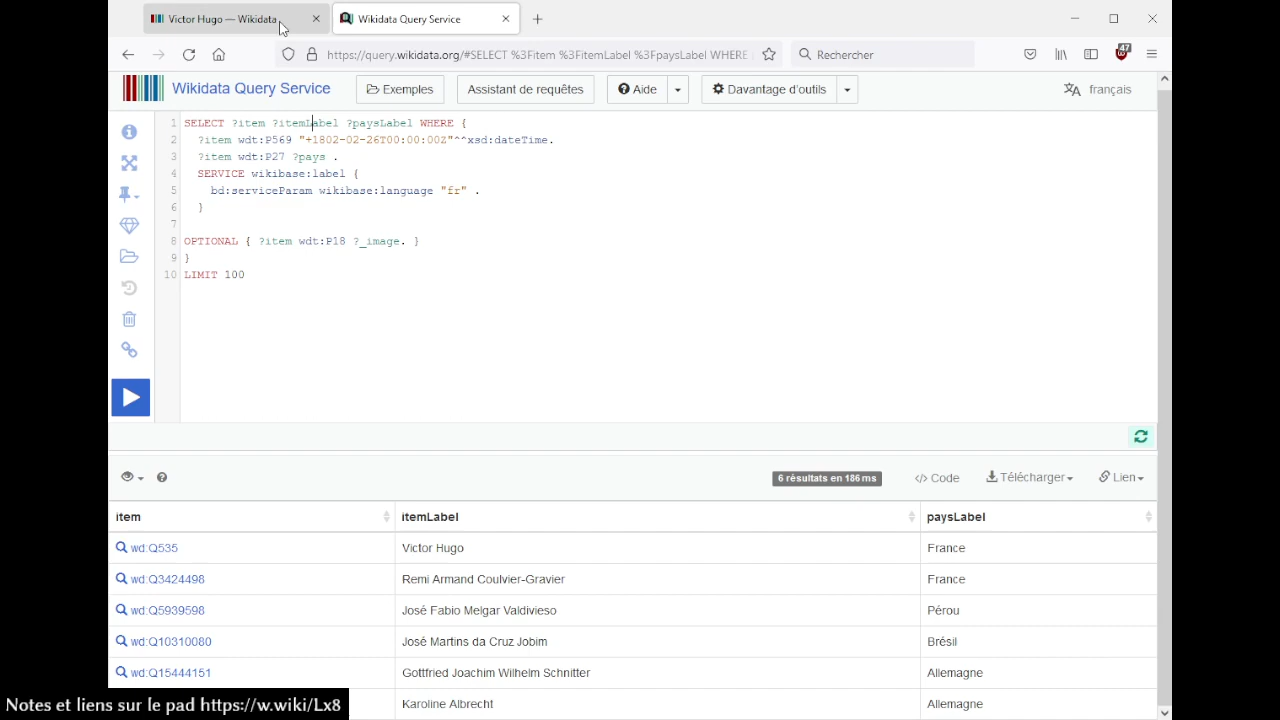 Victor Hugo — Wikidata
Wikidata Query Service
https://query.wikidata.org/#SELECT %3Fitem %3FitemLabel %3FpaysLabel WHERE
Rechercher
47
Wikidata Query Service
Exemples
Assistant de requêtes
Aide
Davantage d'outils
français
1 SELECT ?item ?itemLabel ?paysLabel WHERE {
2 ?item wdt:P569 "+1802-02-26T00:00:00Z"^^xsd:dateTime.
3 ?item wdt:P27 ?pays .
4 SERVICE wikibase:label {
5 bd:serviceParam wikibase:language "fr" .
6 }
7
8 OPTIONAL { ?item wdt:P18 ?_image. }
9 }
10 LIMIT 100
6 résultats en 186 ms
</> Code
Télécharger
Lien
item itemLabel paysLabel
wd:Q535 Victor Hugo France
wd:Q3424498 Remi Armand Coulvier-Gravier France
wd:Q5939598 José Fabio Melgar Valdivieso Pérou
wd:Q10310080 José Martins da Cruz Jobim Brésil
wd:Q15444151 Gottfried Joachim Wilhelm Schnitter Allemagne
Karoline Albrecht Allemagne
Notes et liens sur le pad https://w.wiki/Lx8